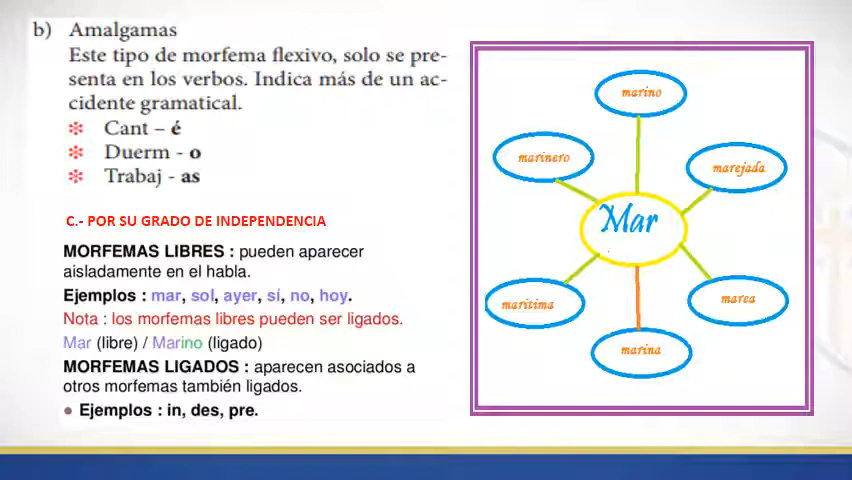 b) Amalgamas
Este tipo de morfema flexivo, solo se pre-
senta en los verbos. Indica más de un ac-
cidente gramatical.
✻ Cant – é
✻ Duerm - o
✻ Trabaj - as
C.- POR SU GRADO DE INDEPENDENCIA
MORFEMAS LIBRES : pueden aparecer
aisladamente en el habla.
Ejemplos : mar, sol, ayer, sí, no, hoy.
Nota : los morfemas libres pueden ser ligados.
Mar (libre) / Marino (ligado)
MORFEMAS LIGADOS : aparecen asociados a
otros morfemas también ligados.
● Ejemplos : in, des, pre.
marino
marinero
marejada
Mar
maritima
marea
marina